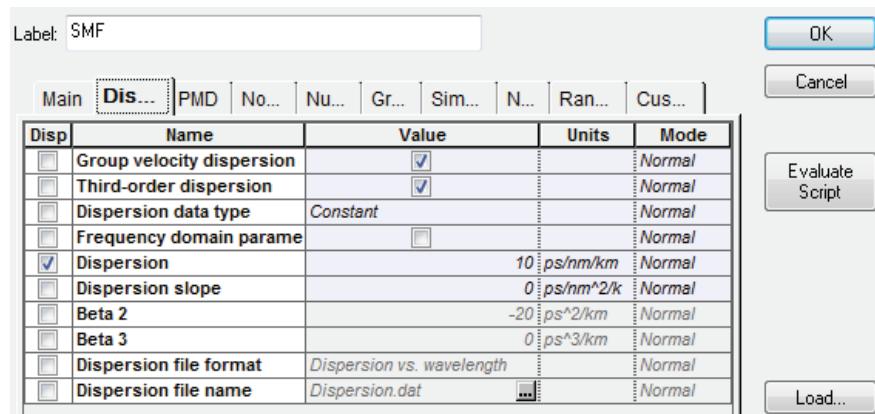 Label: SMF
OK
Cancel
Main Dis... PMD No... Nu... Gr... Sim... N... Ran... Cus...
Disp Name Value Units Mode
Group velocity dispersion Normal
Third-order dispersion Normal
Dispersion data type Constant Normal
Frequency domain parame Normal
Dispersion 10 ps/nm/km Normal
Dispersion slope 0 ps/nm^2/k Normal
Beta 2 -20 ps^2/km Normal
Beta 3 0 ps^3/km Normal
Dispersion file format Dispersion vs. wavelength Normal
Dispersion file name Dispersion.dat ... Normal
Evaluate
Script
Load...